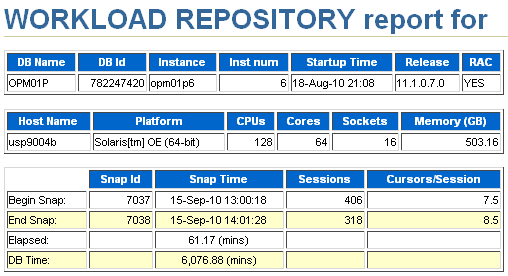 WORKLOAD REPOSITORY report for
DB Name DB Id Instance Inst num Startup Time Release RAC
OPM01P 782247420 opm01p6 6 18-Aug-10 21:08 11.1.0.7.0 YES
Host Name Platform CPUs Cores Sockets Memory (GB)
usp9004b Solaris[tm] OE (64-bit) 128 64 16 503.16
Snap Id Snap Time Sessions Cursors/Session
Begin Snap: 7037 15-Sep-10 13:00:18 406 7.5
End Snap: 7038 15-Sep-10 14:01:28 318 8.5
Elapsed: 61.17 (mins)
DB Time: 6,076.88 (mins)